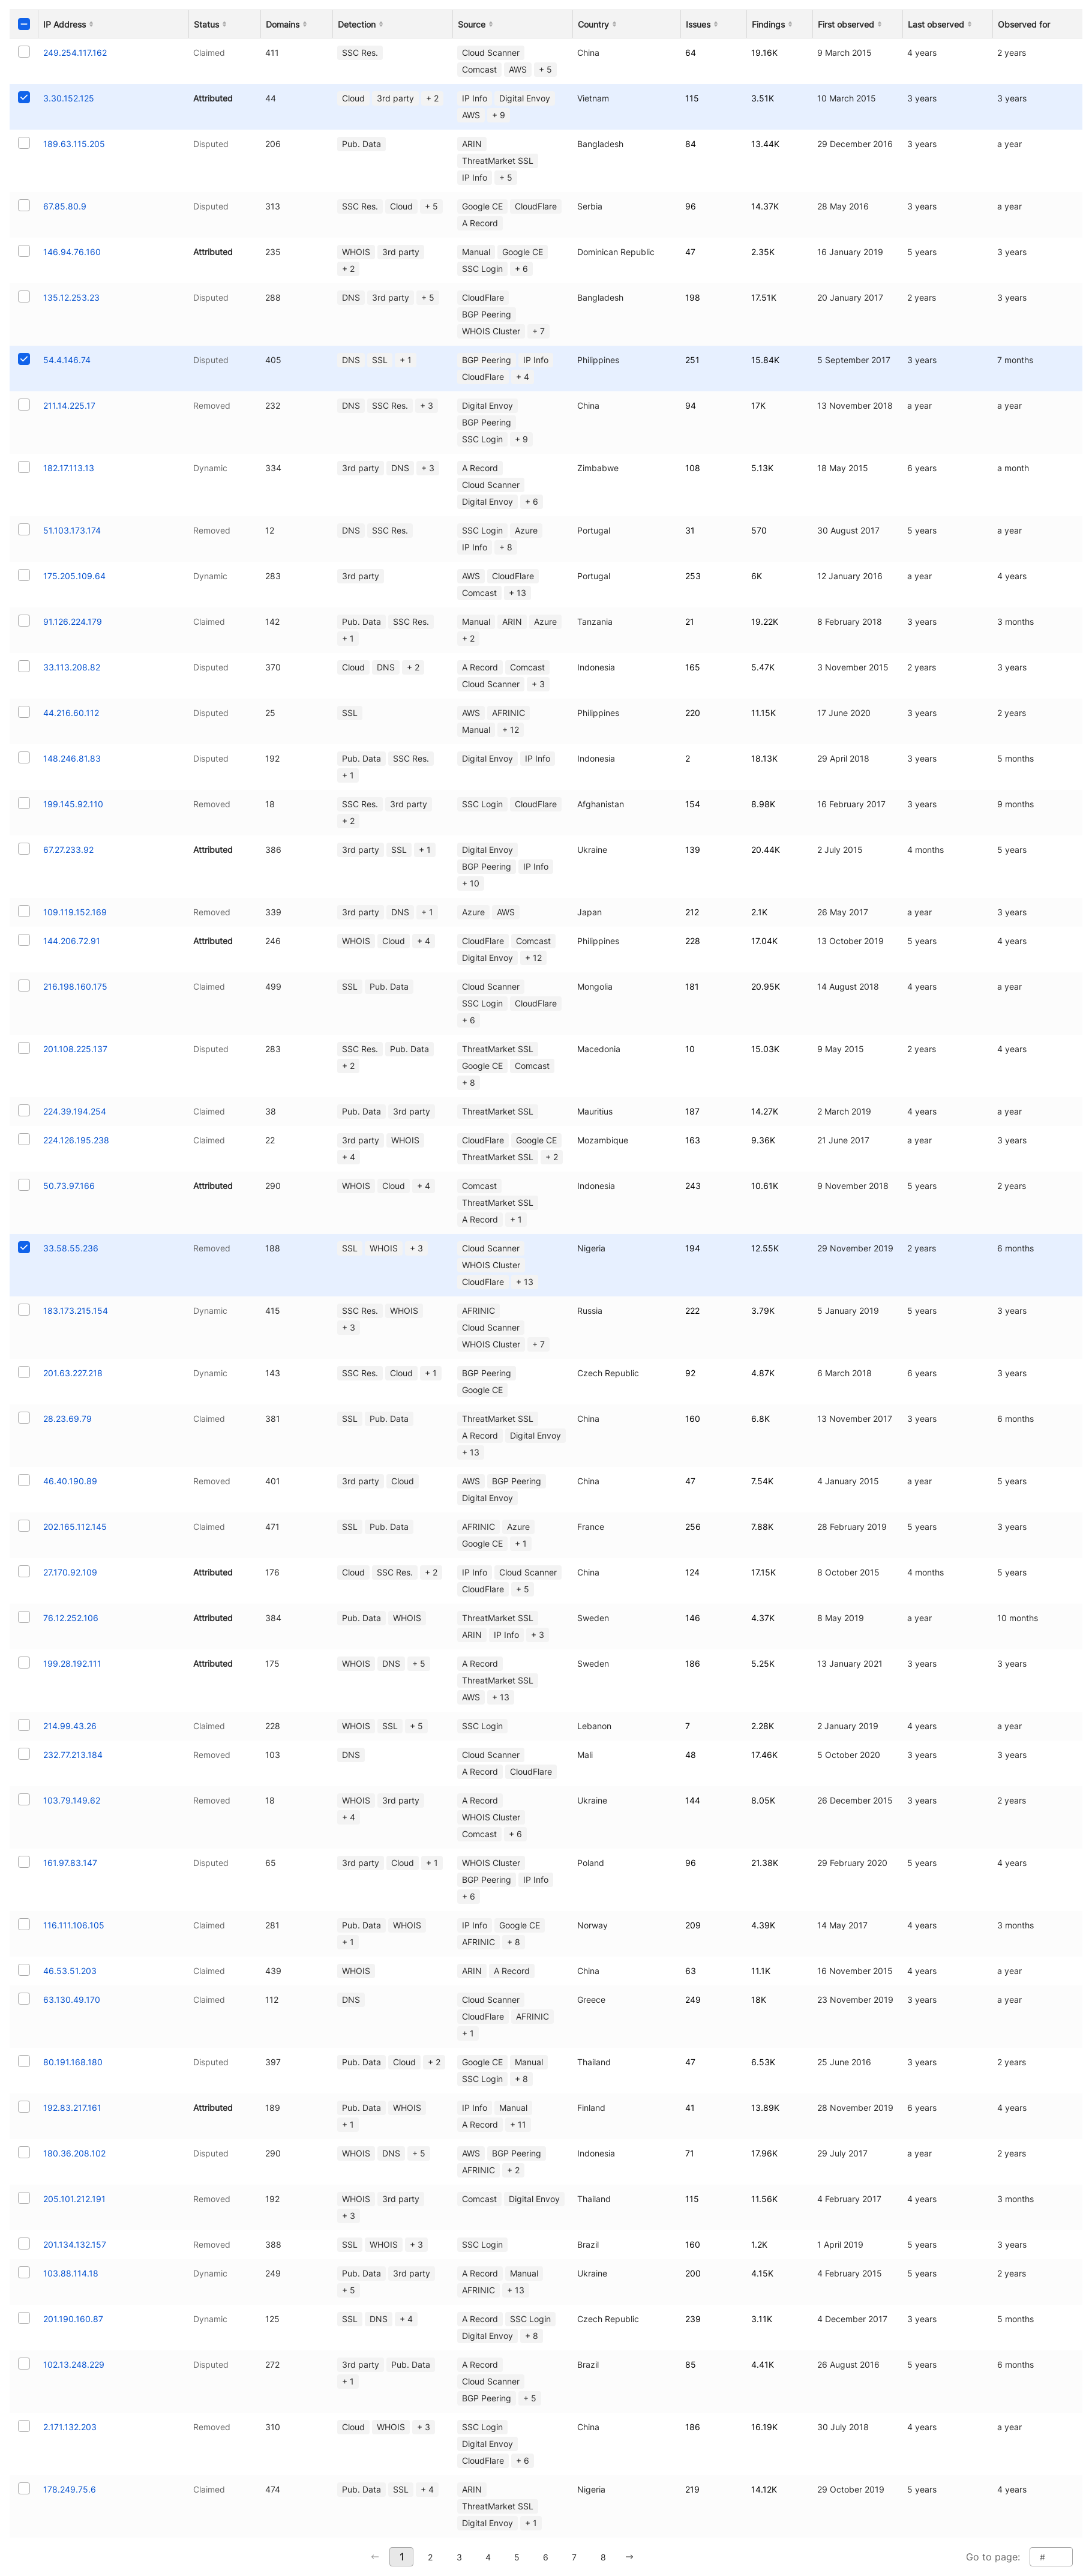 IP Address Status Domains Detection Source Country Issues Findings First observed Last observed Observed for
249.254.117.162 Claimed 411 SSC Res. Cloud Scanner China 64 19.16K 9 March 2015 4 years 2 years
Comcast AWS + 5
3.30.152.125 Attributed 44 Cloud 3rd party + 2 IP Info Digital Envoy Vietnam 115 3.51K 10 March 2015 3 years 3 years
AWS + 9
189.63.115.205 Disputed 206 Pub. Data ARIN Bangladesh 84 13.44K 29 December 2016 3 years a year
ThreatMarket SSL
IP Info + 5
67.85.80.9 Disputed 313 SSC Res. Cloud + 5 Google CE CloudFlare Serbia 96 14.37K 28 May 2016 3 years a year
A Record
146.94.76.160 Attributed 235 WHOIS 3rd party Manual Google CE Dominican Republic 47 2.35K 16 January 2019 5 years 3 years
+ 2 SSC Login + 6
135.12.253.23 Disputed 288 DNS 3rd party + 5 CloudFlare Bangladesh 198 17.51K 20 January 2017 2 years 3 years
BGP Peering
WHOIS Cluster + 7
54.4.146.74 Disputed 405 DNS SSL + 1 BGP Peering IP Info Philippines 251 15.84K 5 September 2017 3 years 7 months
CloudFlare + 4
211.14.225.17 Removed 232 DNS SSC Res. + 3 Digital Envoy China 94 17K 13 November 2018 a year a year
BGP Peering
SSC Login + 9
182.17.113.13 Dynamic 334 3rd party DNS + 3 A Record Zimbabwe 108 5.13K 18 May 2015 6 years a month
Cloud Scanner
Digital Envoy + 6
51.103.173.174 Removed 12 DNS SSC Res. SSC Login Azure Portugal 31 570 30 August 2017 5 years a year
IP Info + 8
175.205.109.64 Dynamic 283 3rd party AWS CloudFlare Portugal 253 6K 12 January 2016 a year 4 years
Comcast + 13
91.126.224.179 Claimed 142 Pub. Data SSC Res. Manual ARIN Azure Tanzania 21 19.22K 8 February 2018 3 years 3 months
+ 1 + 2
33.113.208.82 Disputed 370 Cloud DNS + 2 A Record Comcast Indonesia 165 5.47K 3 November 2015 2 years 3 years
Cloud Scanner + 3
44.216.60.112 Disputed 25 SSL AWS AFRINIC Philippines 220 11.15K 17 June 2020 3 years 2 years
Manual + 12
148.246.81.83 Disputed 192 Pub. Data SSC Res. Digital Envoy IP Info Indonesia 2 18.13K 29 April 2018 3 years 5 months
+ 1
199.145.92.110 Removed 18 SSC Res. 3rd party SSC Login CloudFlare Afghanistan 154 8.98K 16 February 2017 3 years 9 months
+ 2
67.27.233.92 Attributed 386 3rd party SSL + 1 Digital Envoy Ukraine 139 20.44K 2 July 2015 4 months 5 years
BGP Peering IP Info
+ 10
109.119.152.169 Removed 339 3rd party DNS + 1 Azure AWS Japan 212 2.1K 26 May 2017 a year 3 years
144.206.72.91 Attributed 246 WHOIS Cloud + 4 CloudFlare Comcast Philippines 228 17.04K 13 October 2019 5 years 4 years
Digital Envoy + 12
216.198.160.175 Claimed 499 SSL Pub. Data Cloud Scanner Mongolia 181 20.95K 14 August 2018 4 years a year
SSC Login CloudFlare
+ 6
201.108.225.137 Disputed 283 SSC Res. Pub. Data ThreatMarket SSL Macedonia 10 15.03K 9 May 2015 2 years 4 years
+ 2 Google CE Comcast
+ 8
224.39.194.254 Claimed 38 Pub. Data 3rd party ThreatMarket SSL Mauritius 187 14.27K 2 March 2019 4 years a year
224.126.195.238 Claimed 22 3rd party WHOIS CloudFlare Google CE Mozambique 163 9.36K 21 June 2017 a year 3 years
+ 4 ThreatMarket SSL + 2
50.73.97.166 Attributed 290 WHOIS Cloud + 4 Comcast Indonesia 243 10.61K 9 November 2018 5 years 2 years
ThreatMarket SSL
A Record + 1
33.58.55.236 Removed 188 SSL WHOIS + 3 Cloud Scanner Nigeria 194 12.55K 29 November 2019 2 years 6 months
WHOIS Cluster
CloudFlare + 13
183.173.215.154 Dynamic 415 SSC Res. WHOIS AFRINIC Russia 222 3.79K 5 January 2019 5 years 3 years
+ 3 Cloud Scanner
WHOIS Cluster + 7
201.63.227.218 Dynamic 143 SSC Res. Cloud + 1 BGP Peering Czech Republic 92 4.87K 6 March 2018 6 years 3 years
Google CE
28.23.69.79 Claimed 381 SSL Pub. Data ThreatMarket SSL China 160 6.8K 13 November 2017 3 years 6 months
A Record Digital Envoy
+ 13
46.40.190.89 Removed 401 3rd party Cloud AWS BGP Peering China 47 7.54K 4 January 2015 a year 5 years
Digital Envoy
202.165.112.145 Claimed 471 SSL Pub. Data AFRINIC Azure France 256 7.88K 28 February 2019 5 years 3 years
Google CE + 1
27.170.92.109 Attributed 176 Cloud SSC Res. + 2 IP Info Cloud Scanner China 124 17.15K 8 October 2015 4 months 5 years
CloudFlare + 5
76.12.252.106 Attributed 384 Pub. Data WHOIS ThreatMarket SSL Sweden 146 4.37K 8 May 2019 a year 10 months
ARIN IP Info + 3
199.28.192.111 Attributed 175 WHOIS DNS + 5 A Record Sweden 186 5.25K 13 January 2021 3 years 3 years
ThreatMarket SSL
AWS + 13
214.99.43.26 Claimed 228 WHOIS SSL + 5 SSC Login Lebanon 7 2.28K 2 January 2019 4 years a year
232.77.213.184 Removed 103 DNS Cloud Scanner Mali 48 17.46K 5 October 2020 3 years 3 years
A Record CloudFlare
103.79.149.62 Removed 18 WHOIS 3rd party A Record Ukraine 144 8.05K 26 December 2015 3 years 2 years
+ 4 WHOIS Cluster
Comcast + 6
161.97.83.147 Disputed 65 3rd party Cloud + 1 WHOIS Cluster Poland 96 21.38K 29 February 2020 5 years 4 years
BGP Peering IP Info
+ 6
116.111.106.105 Claimed 281 Pub. Data WHOIS IP Info Google CE Norway 209 4.39K 14 May 2017 4 years 3 months
+ 1 AFRINIC + 8
46.53.51.203 Claimed 439 WHOIS ARIN A Record China 63 11.1K 16 November 2015 4 years a year
63.130.49.170 Claimed 112 DNS Cloud Scanner Greece 249 18K 23 November 2019 3 years a year
CloudFlare AFRINIC
+ 1
80.191.168.180 Disputed 397 Pub. Data Cloud + 2 Google CE Manual Thailand 47 6.53K 25 June 2016 3 years 2 years
SSC Login + 8
192.83.217.161 Attributed 189 Pub. Data WHOIS IP Info Manual Finland 41 13.89K 28 November 2019 6 years 4 years
+ 1 A Record + 11
180.36.208.102 Disputed 290 WHOIS DNS + 5 AWS BGP Peering Indonesia 71 17.96K 29 July 2017 a year 2 years
AFRINIC + 2
205.101.212.191 Removed 192 WHOIS 3rd party Comcast Digital Envoy Thailand 115 11.56K 4 February 2017 4 years 3 months
+ 3
201.134.132.157 Removed 388 SSL WHOIS + 3 SSC Login Brazil 160 1.2K 1 April 2019 5 years 3 years
103.88.114.18 Dynamic 249 Pub. Data 3rd party A Record Manual Ukraine 200 4.15K 4 February 2015 5 years 2 years
+ 5 AFRINIC + 13
201.190.160.87 Dynamic 125 SSL DNS + 4 A Record SSC Login Czech Republic 239 3.11K 4 December 2017 3 years 5 months
Digital Envoy + 8
102.13.248.229 Disputed 272 3rd party Pub. Data A Record Brazil 85 4.41K 26 August 2016 5 years 6 months
+ 1 Cloud Scanner
BGP Peering + 5
2.171.132.203 Removed 310 Cloud WHOIS + 3 SSC Login China 186 16.19K 30 July 2018 4 years a year
Digital Envoy
CloudFlare + 6
178.249.75.6 Claimed 474 Pub. Data SSL + 4 ARIN Nigeria 219 14.12K 29 October 2019 5 years 4 years
ThreatMarket SSL
Digital Envoy + 1
← 1 2 3 4 5 6 7 8 → Go to page: #